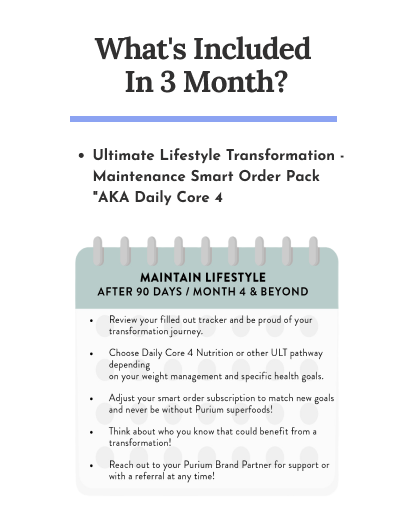 What's Included
In 3 Month?
• Ultimate Lifestyle Transformation -
Maintenance Smart Order Pack
"AKA Daily Core 4
MAINTAIN LIFESTYLE
AFTER 90 DAYS / MONTH 4 & BEYOND
• Review your filled out tracker and be proud of your
transformation journey.
• Choose Daily Core 4 Nutrition or other ULT pathway
depending
on your weight management and specific health goals.
• Adjust your smart order subscription to match new goals
and never be without Purium superfoods!
• Think about who you know that could benefit from a
transformation!
• Reach out to your Purium Brand Partner for support or
with a referral at any time!